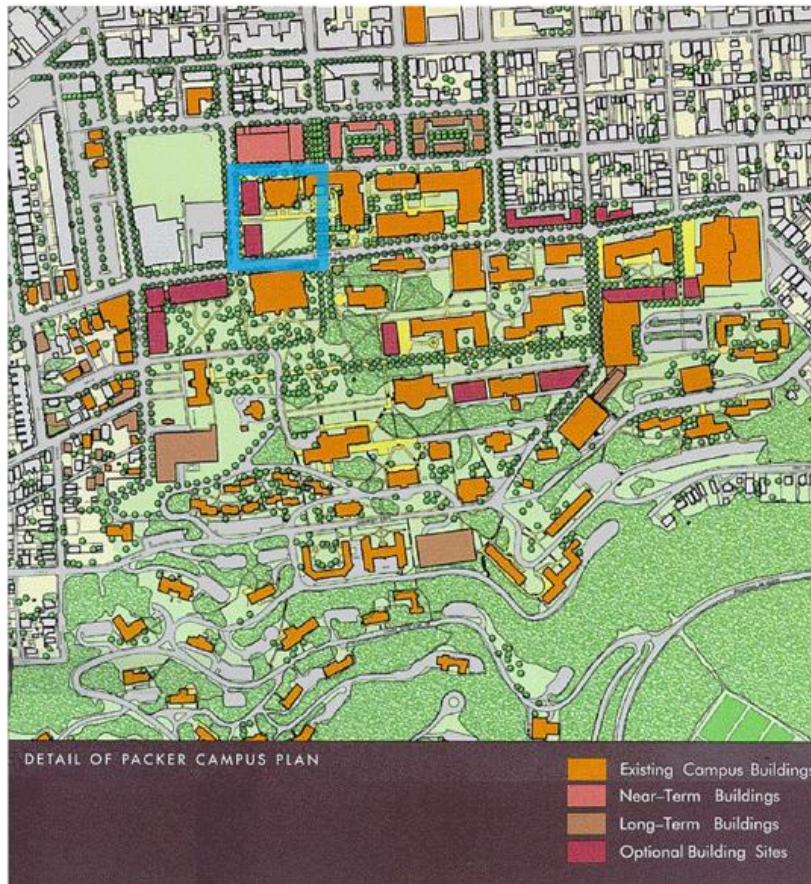 DETAIL OF PACKER CAMPUS PLAN
Existing Campus Buildings
Near-Term Buildings
Long-Term Buildings
Optional Building Sites